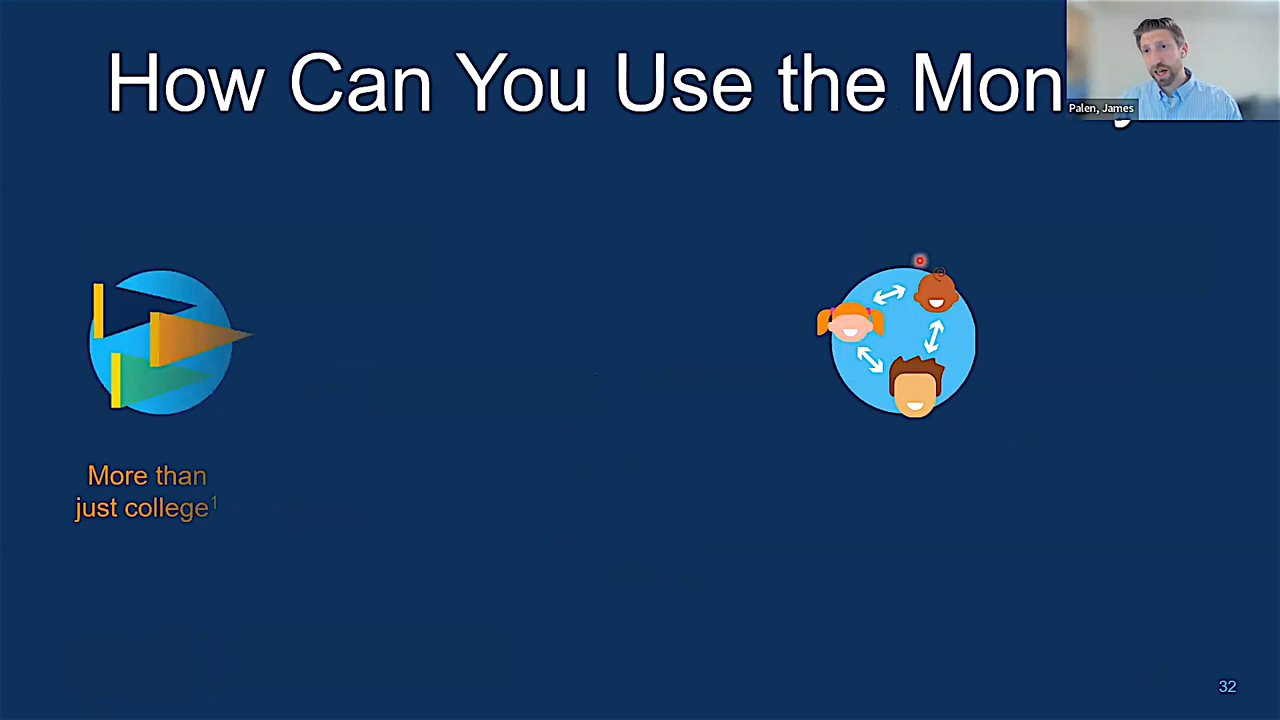 How Can You Use the Mon
Palen, James
More than
just college¹
32